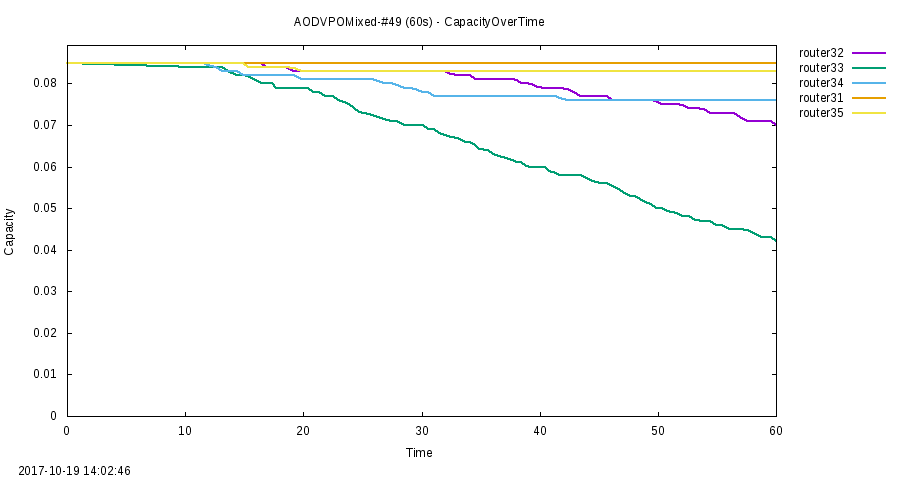 AODVPOMixed-#49 (60s) - CapacityOverTime
router32
router33
router34
router31
router35
0.08
0.07
0.06
0.05
0.04
0.03
0.02
0.01
0
Capacity
0 10 20 30 40 50 60
Time
2017-10-19 14:02:46